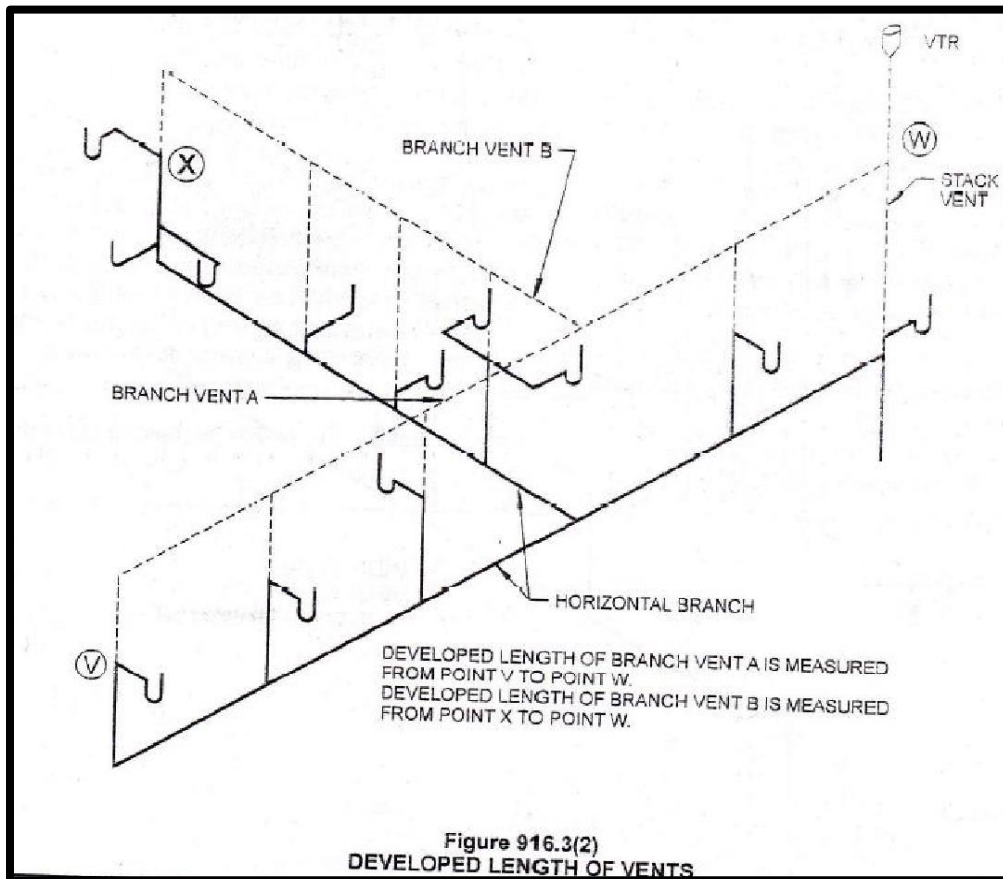 VTR
W
BRANCH VENT B
X
STACK
VENT
BRANCH VENT A
HORIZONTAL BRANCH
V
DEVELOPED LENGTH OF BRANCH VENT A IS MEASURED
FROM POINT V TO POINT W.
DEVELOPED LENGTH OF BRANCH VENT B IS MEASURED
FROM POINT X TO POINT W.
Figure 916.3(2)
DEVELOPED LENGTH OF VENTS